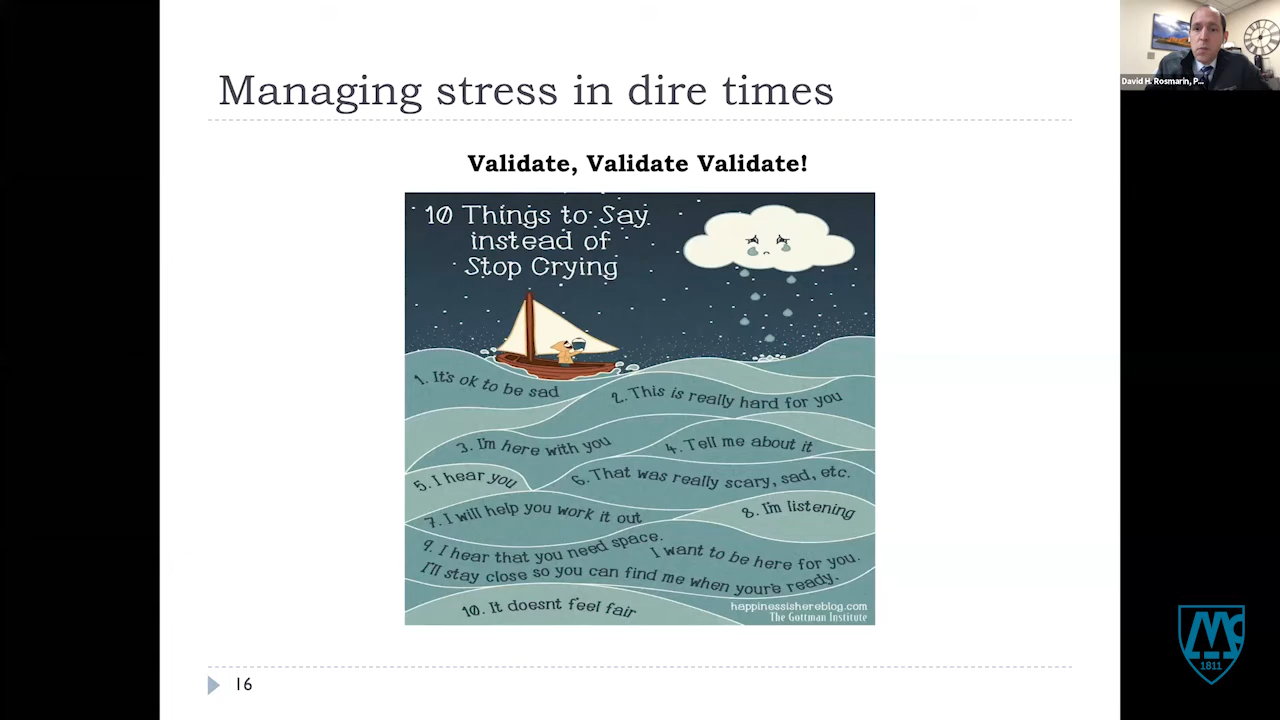 Managing stress in dire times
Validate, Validate Validate!
10 Things to Say
instead of
Stop Crying
1. It's ok to be sad
2. This is really hard for you
3. I'm here with you
4. Tell me about it
5. I hear you
6. That was really scary, sad, etc.
7. I will help you work it out
8. I'm listening
9. I hear that you need space.
I want to be here for you.
I'll stay close so you can find me when you're ready.
10. It doesnt feel fair
happinessishereblog.com
The Gottman Institute
16
David H. Rosmarin, P...
Mc
1811